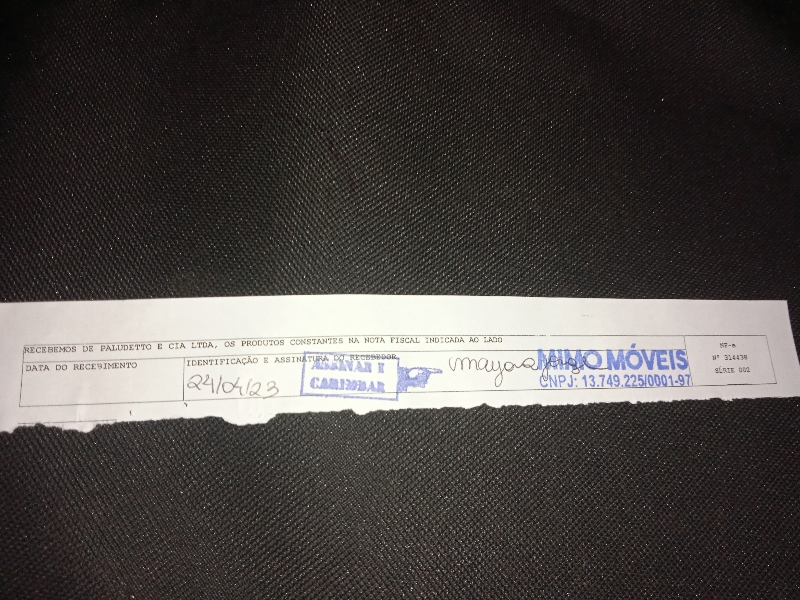 RECEBEMOS DE PALUDETTO E CIA LTDA, OS PRODUTOS CONSTANTES NA NOTA FISCAL INDICADA AO LADO
DATA DO RECEBIMENTO
IDENTIFICAÇÃO E ASSINATURA DO RECEBEDOR
24/04/23
ASSINAR E
CARIMBAR
MÓVEIS
CNPJ: 13.749.225/0001-97
NF-e
Nº 314438
SÉRIE 002